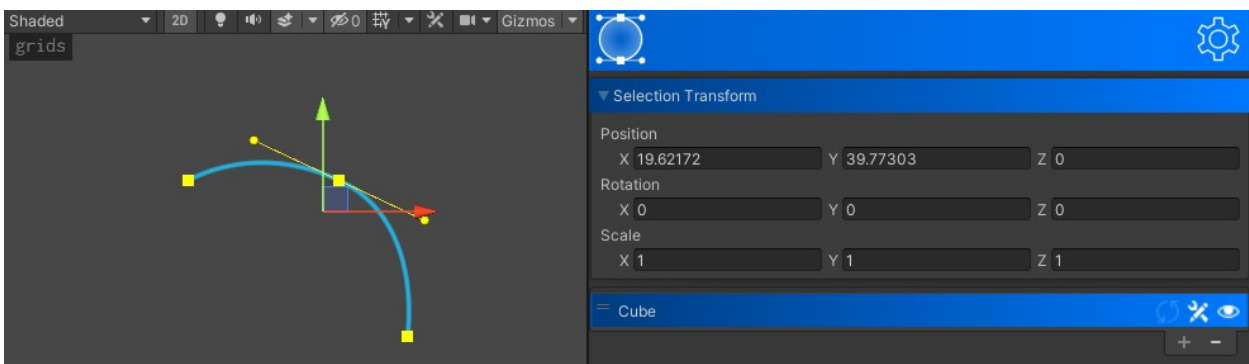 Shaded 2D 0 Gizmos
grids
Selection Transform
Position
X 19.62172 Y 39.77303 Z 0
Rotation
X 0 Y 0 Z 0
Scale
X 1 Y 1 Z 1
Cube